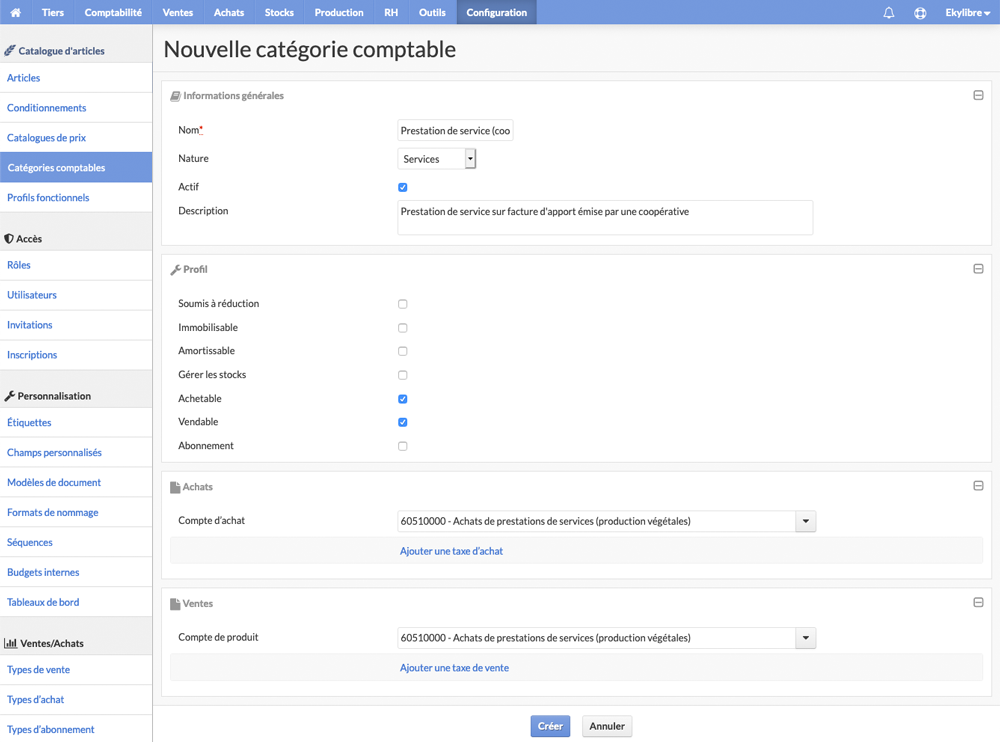 Tiers Comptabilité Ventes Achats Stocks Production RH Outils Configuration Ekylibre
Catalogue d'articles
Articles
Conditionnements
Catalogues de prix
Catégories comptables
Profils fonctionnels
Accès
Rôles
Utilisateurs
Invitations
Inscriptions
Personnalisation
Étiquettes
Champs personnalisés
Modèles de document
Formats de nommage
Séquences
Budgets internes
Tableaux de bord
Ventes/Achats
Types de vente
Types d'achat
Types d'abonnement
Nouvelle catégorie comptable
Informations générales
Nom* Prestation de service (coo
Nature Services
Actif
Description Prestation de service sur facture d'apport émise par une coopérative
Profil
Soumis à réduction
Immobilisable
Amortissable
Gérer les stocks
Achetable
Vendable
Abonnement
Achats
Compte d'achat 60510000 - Achats de prestations de services (production végétales)
Ajouter une taxe d'achat
Ventes
Compte de produit 60510000 - Achats de prestations de services (production végétales)
Ajouter une taxe de vente
Créer Annuler